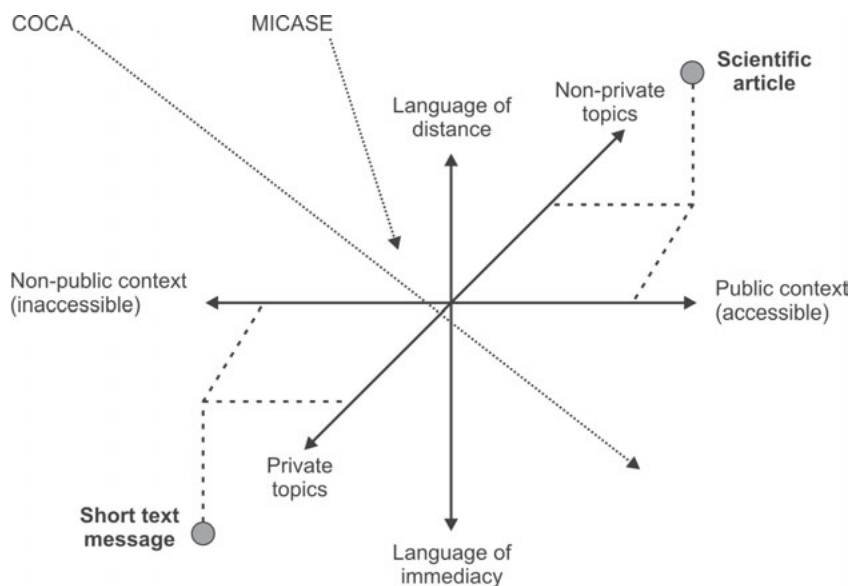 COCA
MICASE
Scientific
article
Non-private
topics
Language of
distance
Non-public context
(inaccessible)
Public context
(accessible)
Private
topics
Short text
message
Language of
immediacy